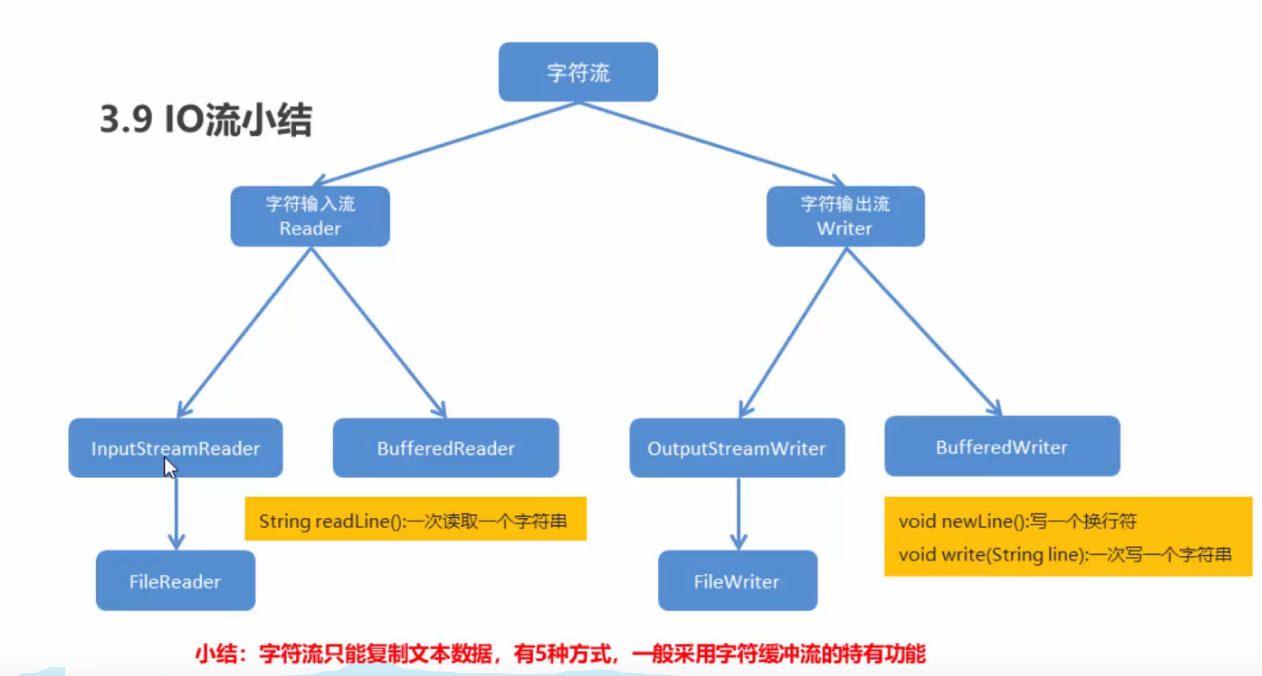 字符流
3.9 IO流小结
字符输入流
Reader
字符输出流
Writer
InputStreamReader
BufferedReader
OutputStreamWriter
BufferedWriter
String readLine():一次读取一个字符串
void newLine():写一个换行符
void write(String line):一次写一个字符串
FileReader
FileWriter
小结：字符流只能复制文本数据，有5种方式，一般采用字符缓冲流的特有功能